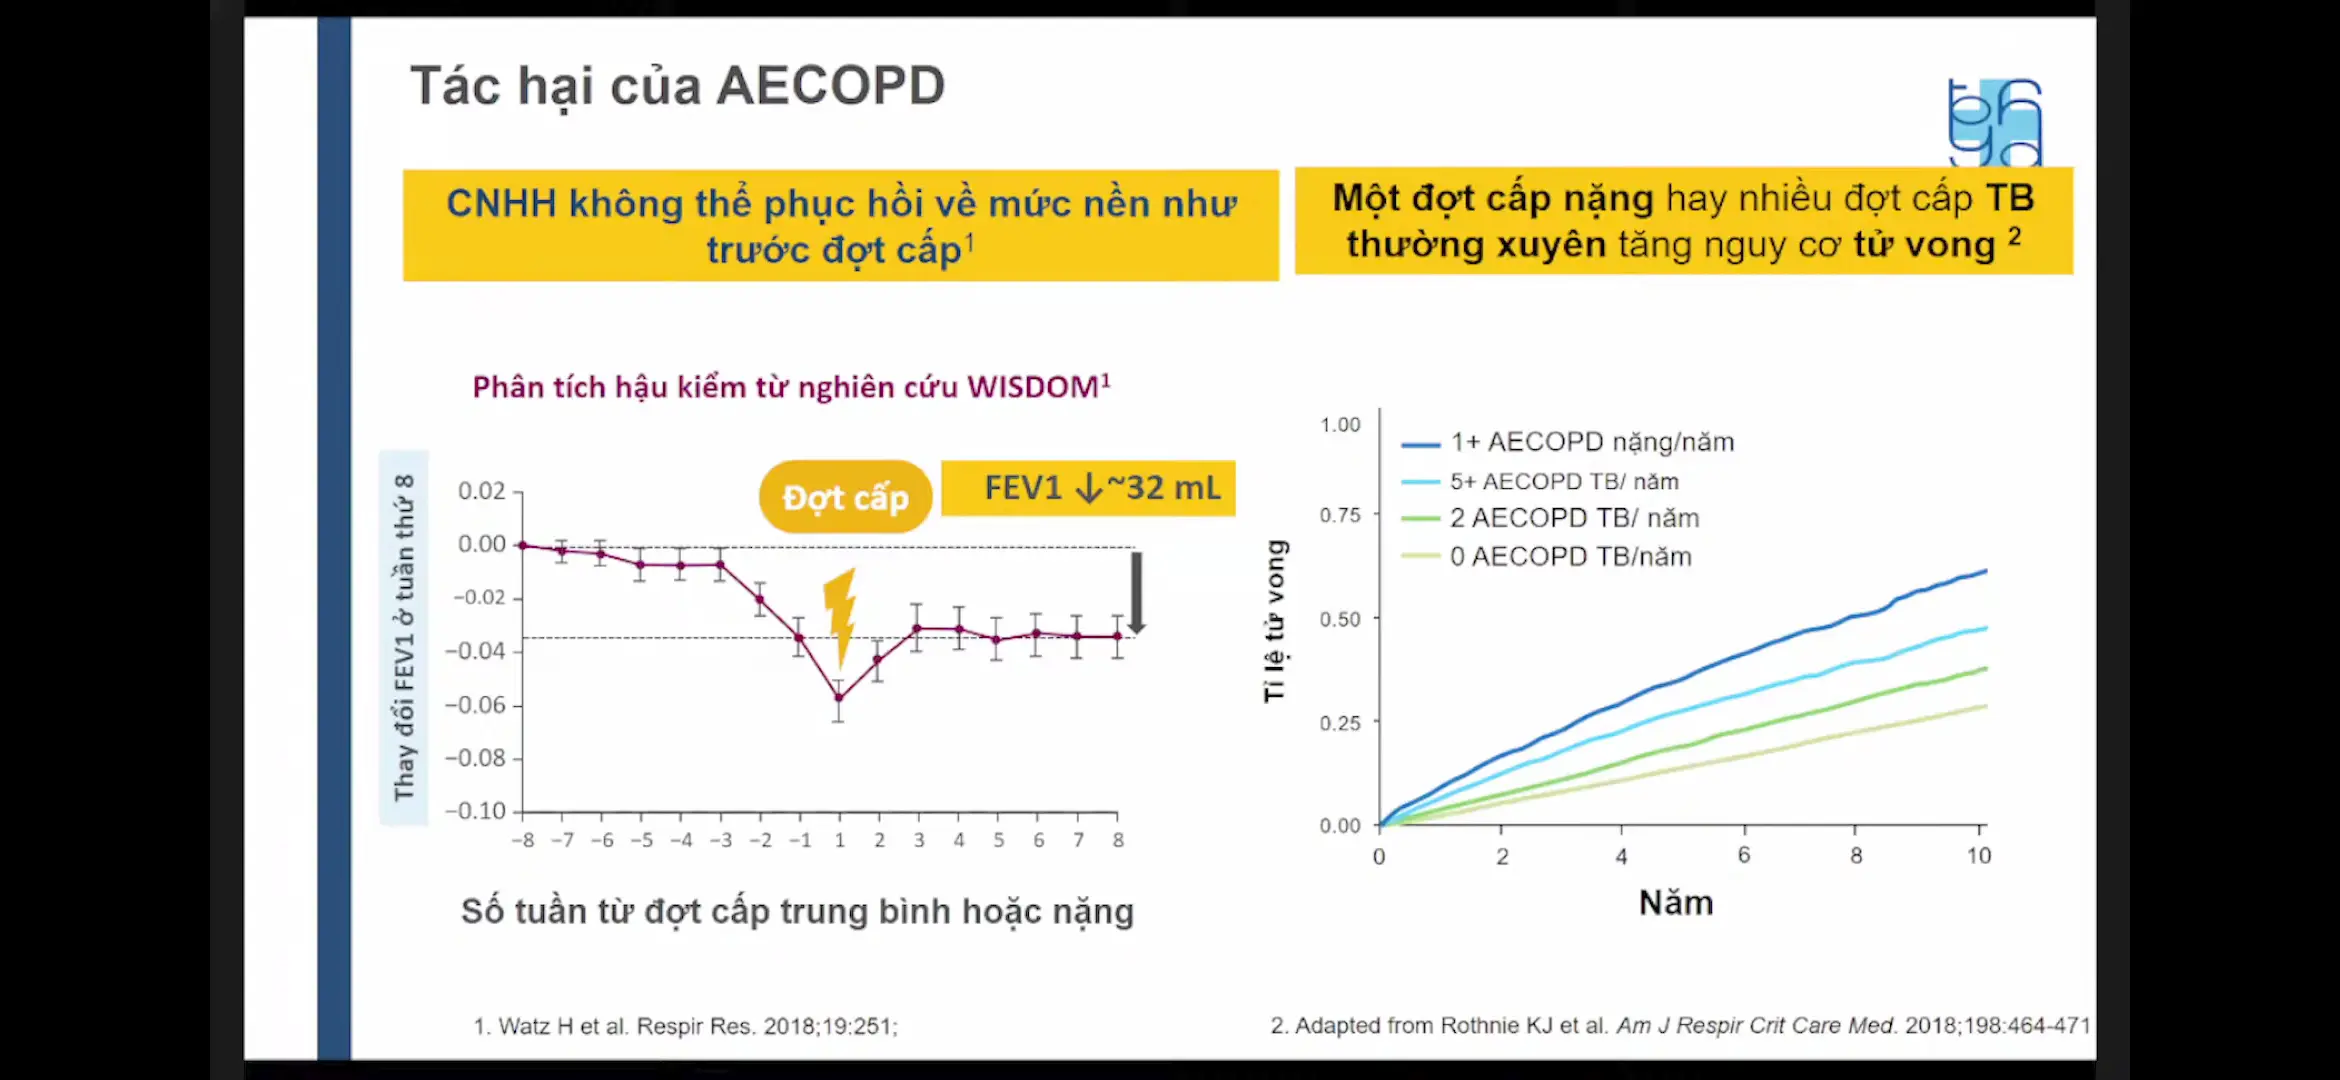 Tác hại của AECOPD
CNHH không thể phục hồi về mức nền như
trước đợt cấp1
Một đợt cấp nặng hay nhiều đợt cấp TB
thường xuyên tăng nguy cơ tử vong 2
Phân tích hậu kiểm từ nghiên cứu WISDOM1
Thay đổi FEV1 ở tuần thứ 8
Đợt cấp
FEV1 ↓~32 mL
0.02
0.00
−0.02
−0.04
−0.06
−0.08
−0.10
−8 −7 −6 −5 −4 −3 −2 −1 1 2 3 4 5 6 7 8
Số tuần từ đợt cấp trung bình hoặc nặng
Tỉ lệ tử vong
1.00
0.75
0.50
0.25
0.00
1+ AECOPD nặng/năm
5+ AECOPD TB/ năm
2 AECOPD TB/ năm
0 AECOPD TB/năm
0 2 4 6 8 10
Năm
1. Watz H et al. Respir Res. 2018;19:251;
2. Adapted from Rothnie KJ et al. Am J Respir Crit Care Med. 2018;198:464-471